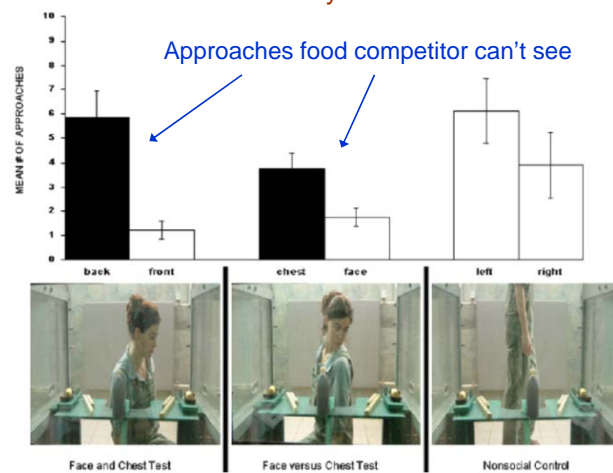 Approaches food competitor can't see
MEAN # OF APPROACHES
10
9
8
7
6
5
4
3
2
1
0
back front chest face left right
Face and Chest Test Face versus Chest Test Nonsocial Control